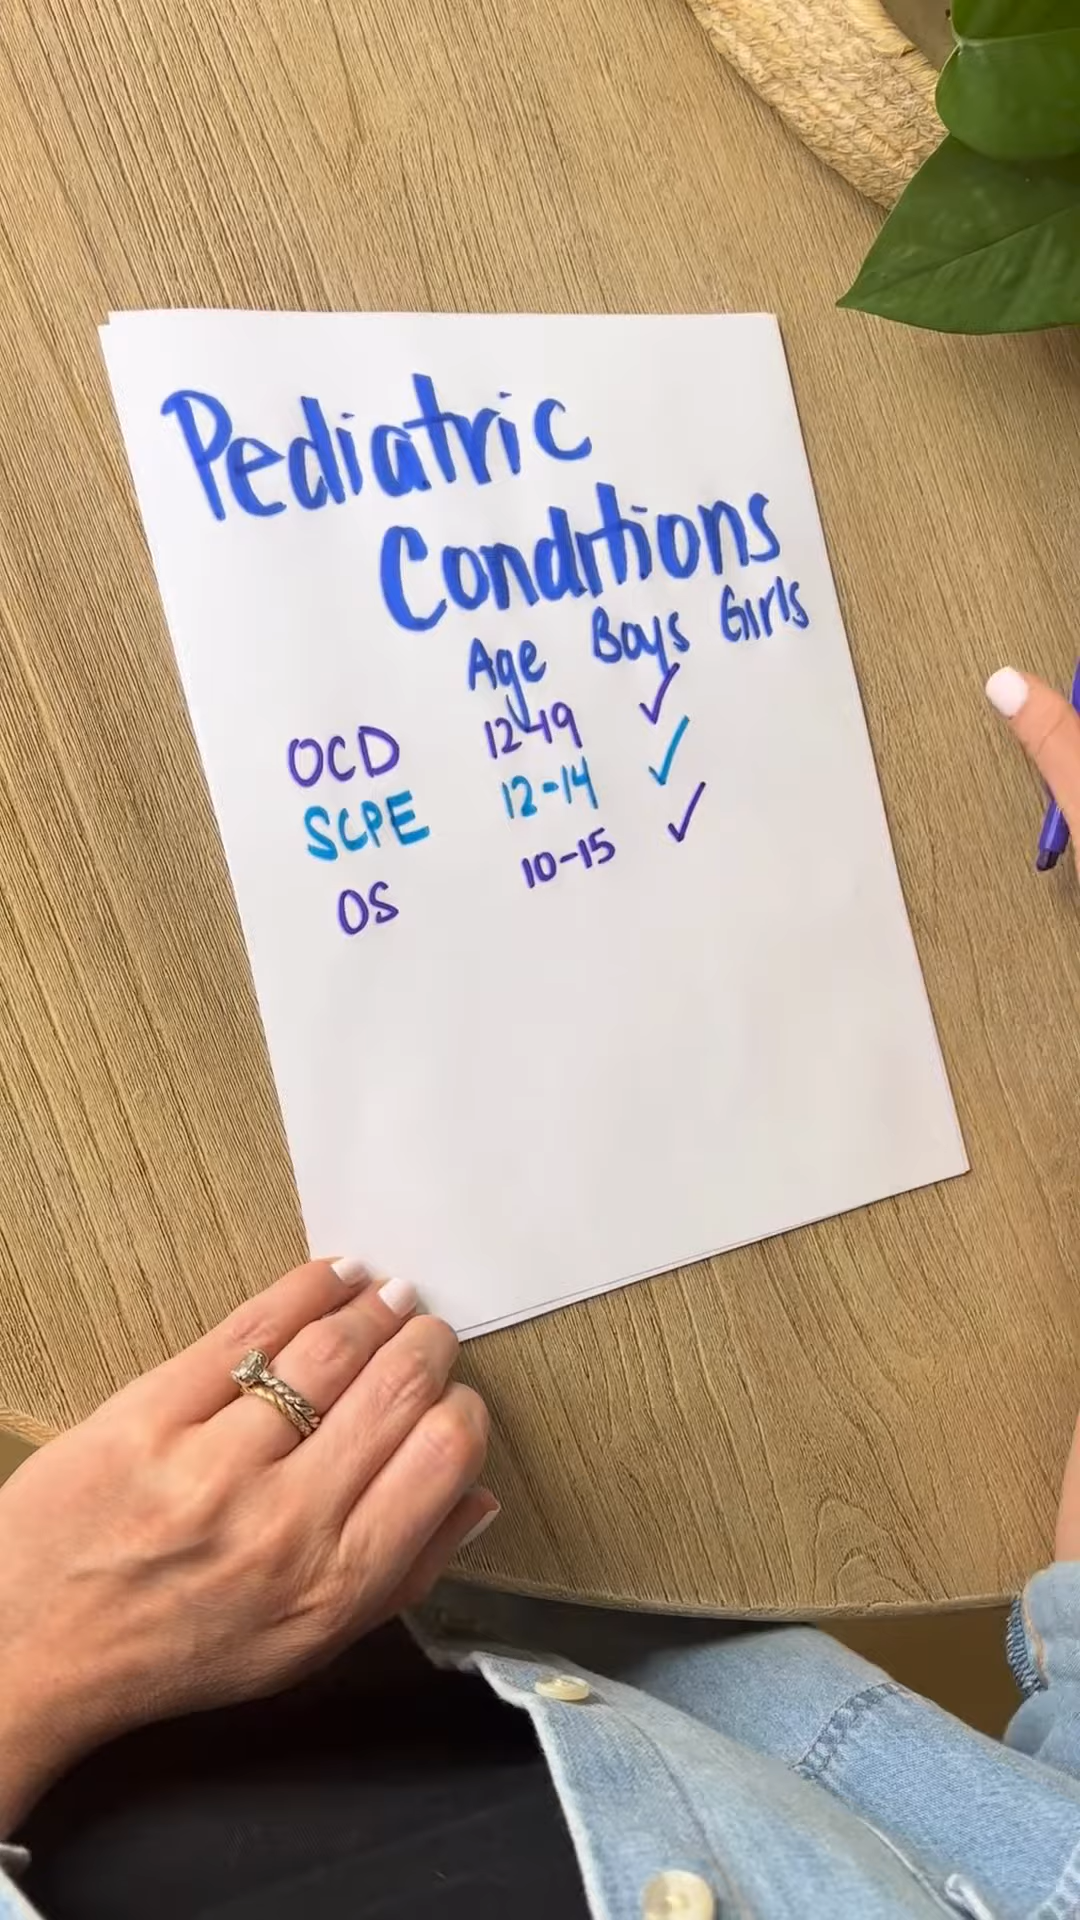 Pediatric
Conditions
Age Boys Girls
OCD 12-19 ✓
SCPE 12-14 ✓
OS 10-15 ✓